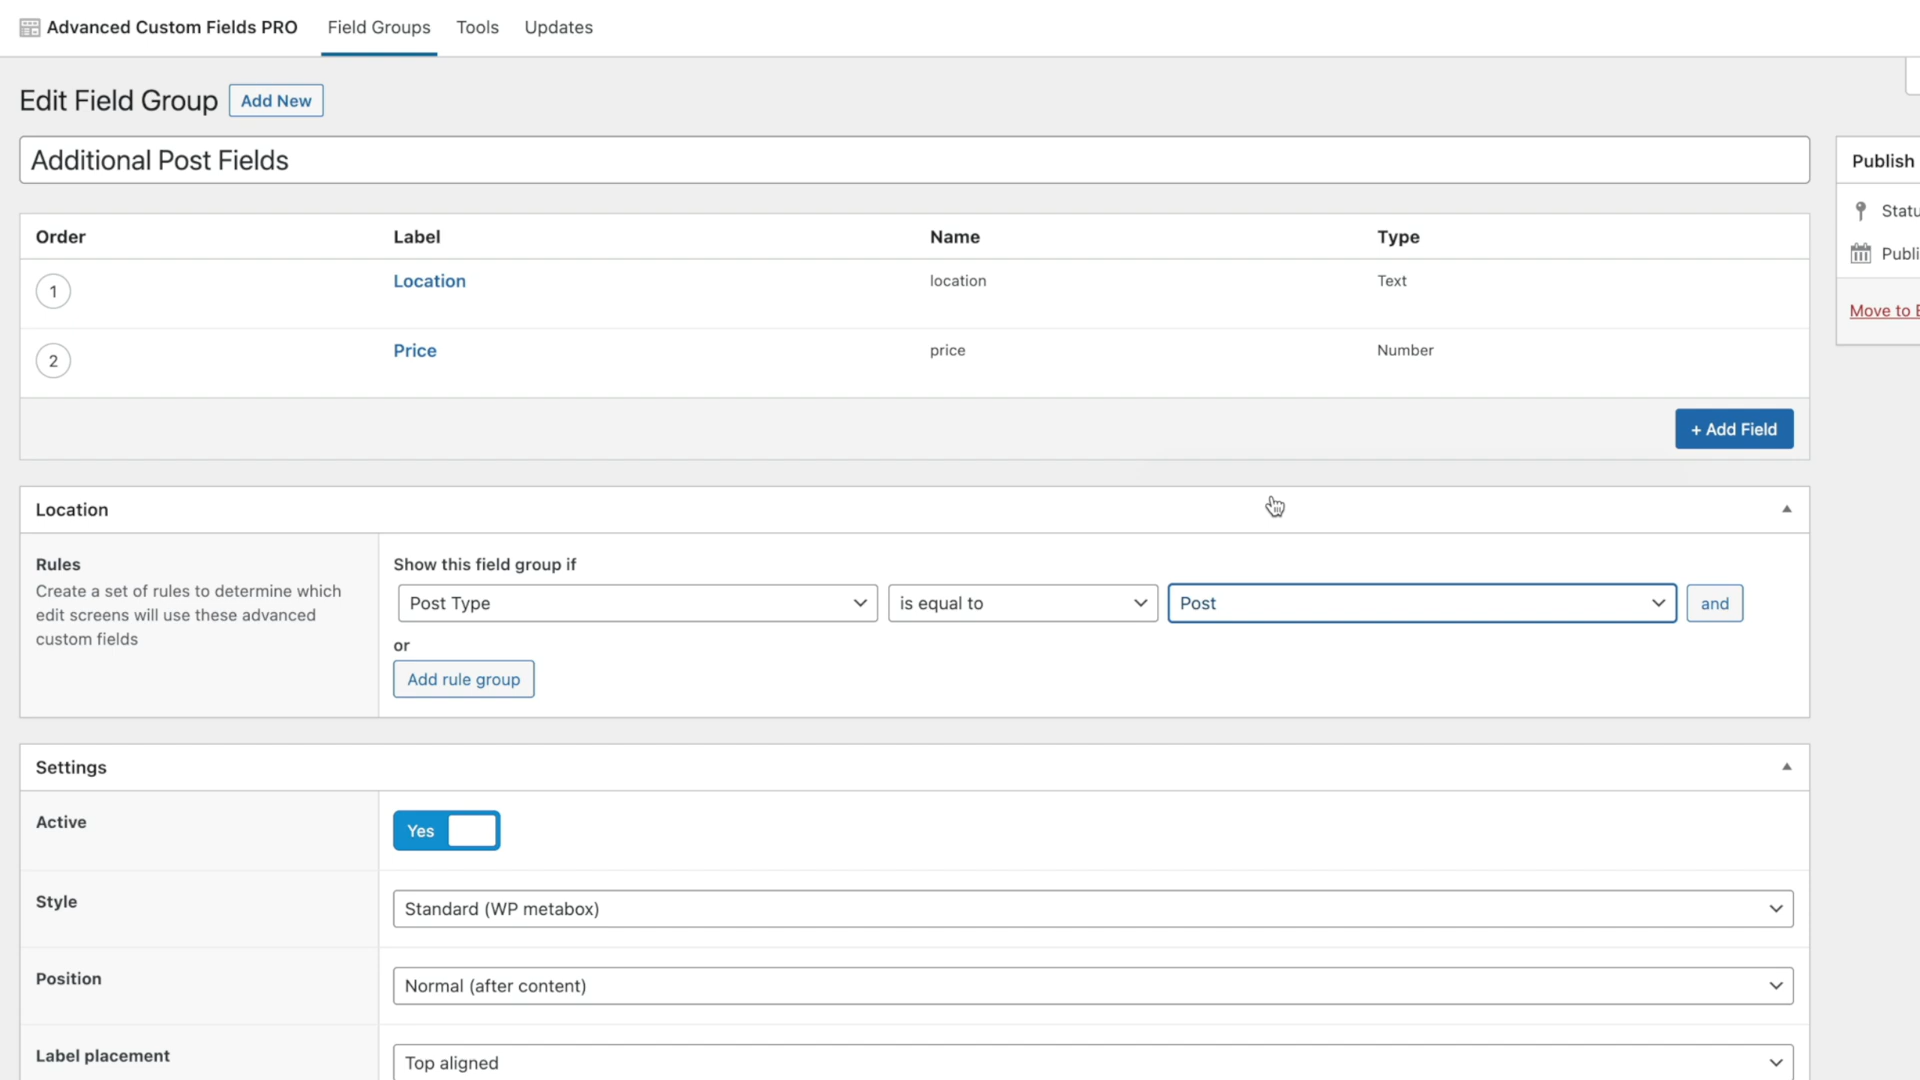 Advanced Custom Fields PRO Field Groups Tools Updates
Edit Field Group Add New
Additional Post Fields
Publish
Order Label Name Type
Statu
1 Location location Text
Publi
Move to
2 Price price Number
+ Add Field
Location
Rules
Create a set of rules to determine which
edit screens will use these advanced
custom fields
Show this field group if
Post Type is equal to Post and
or
Add rule group
Settings
Active Yes
Style Standard (WP metabox)
Position Normal (after content)
Label placement Top aligned